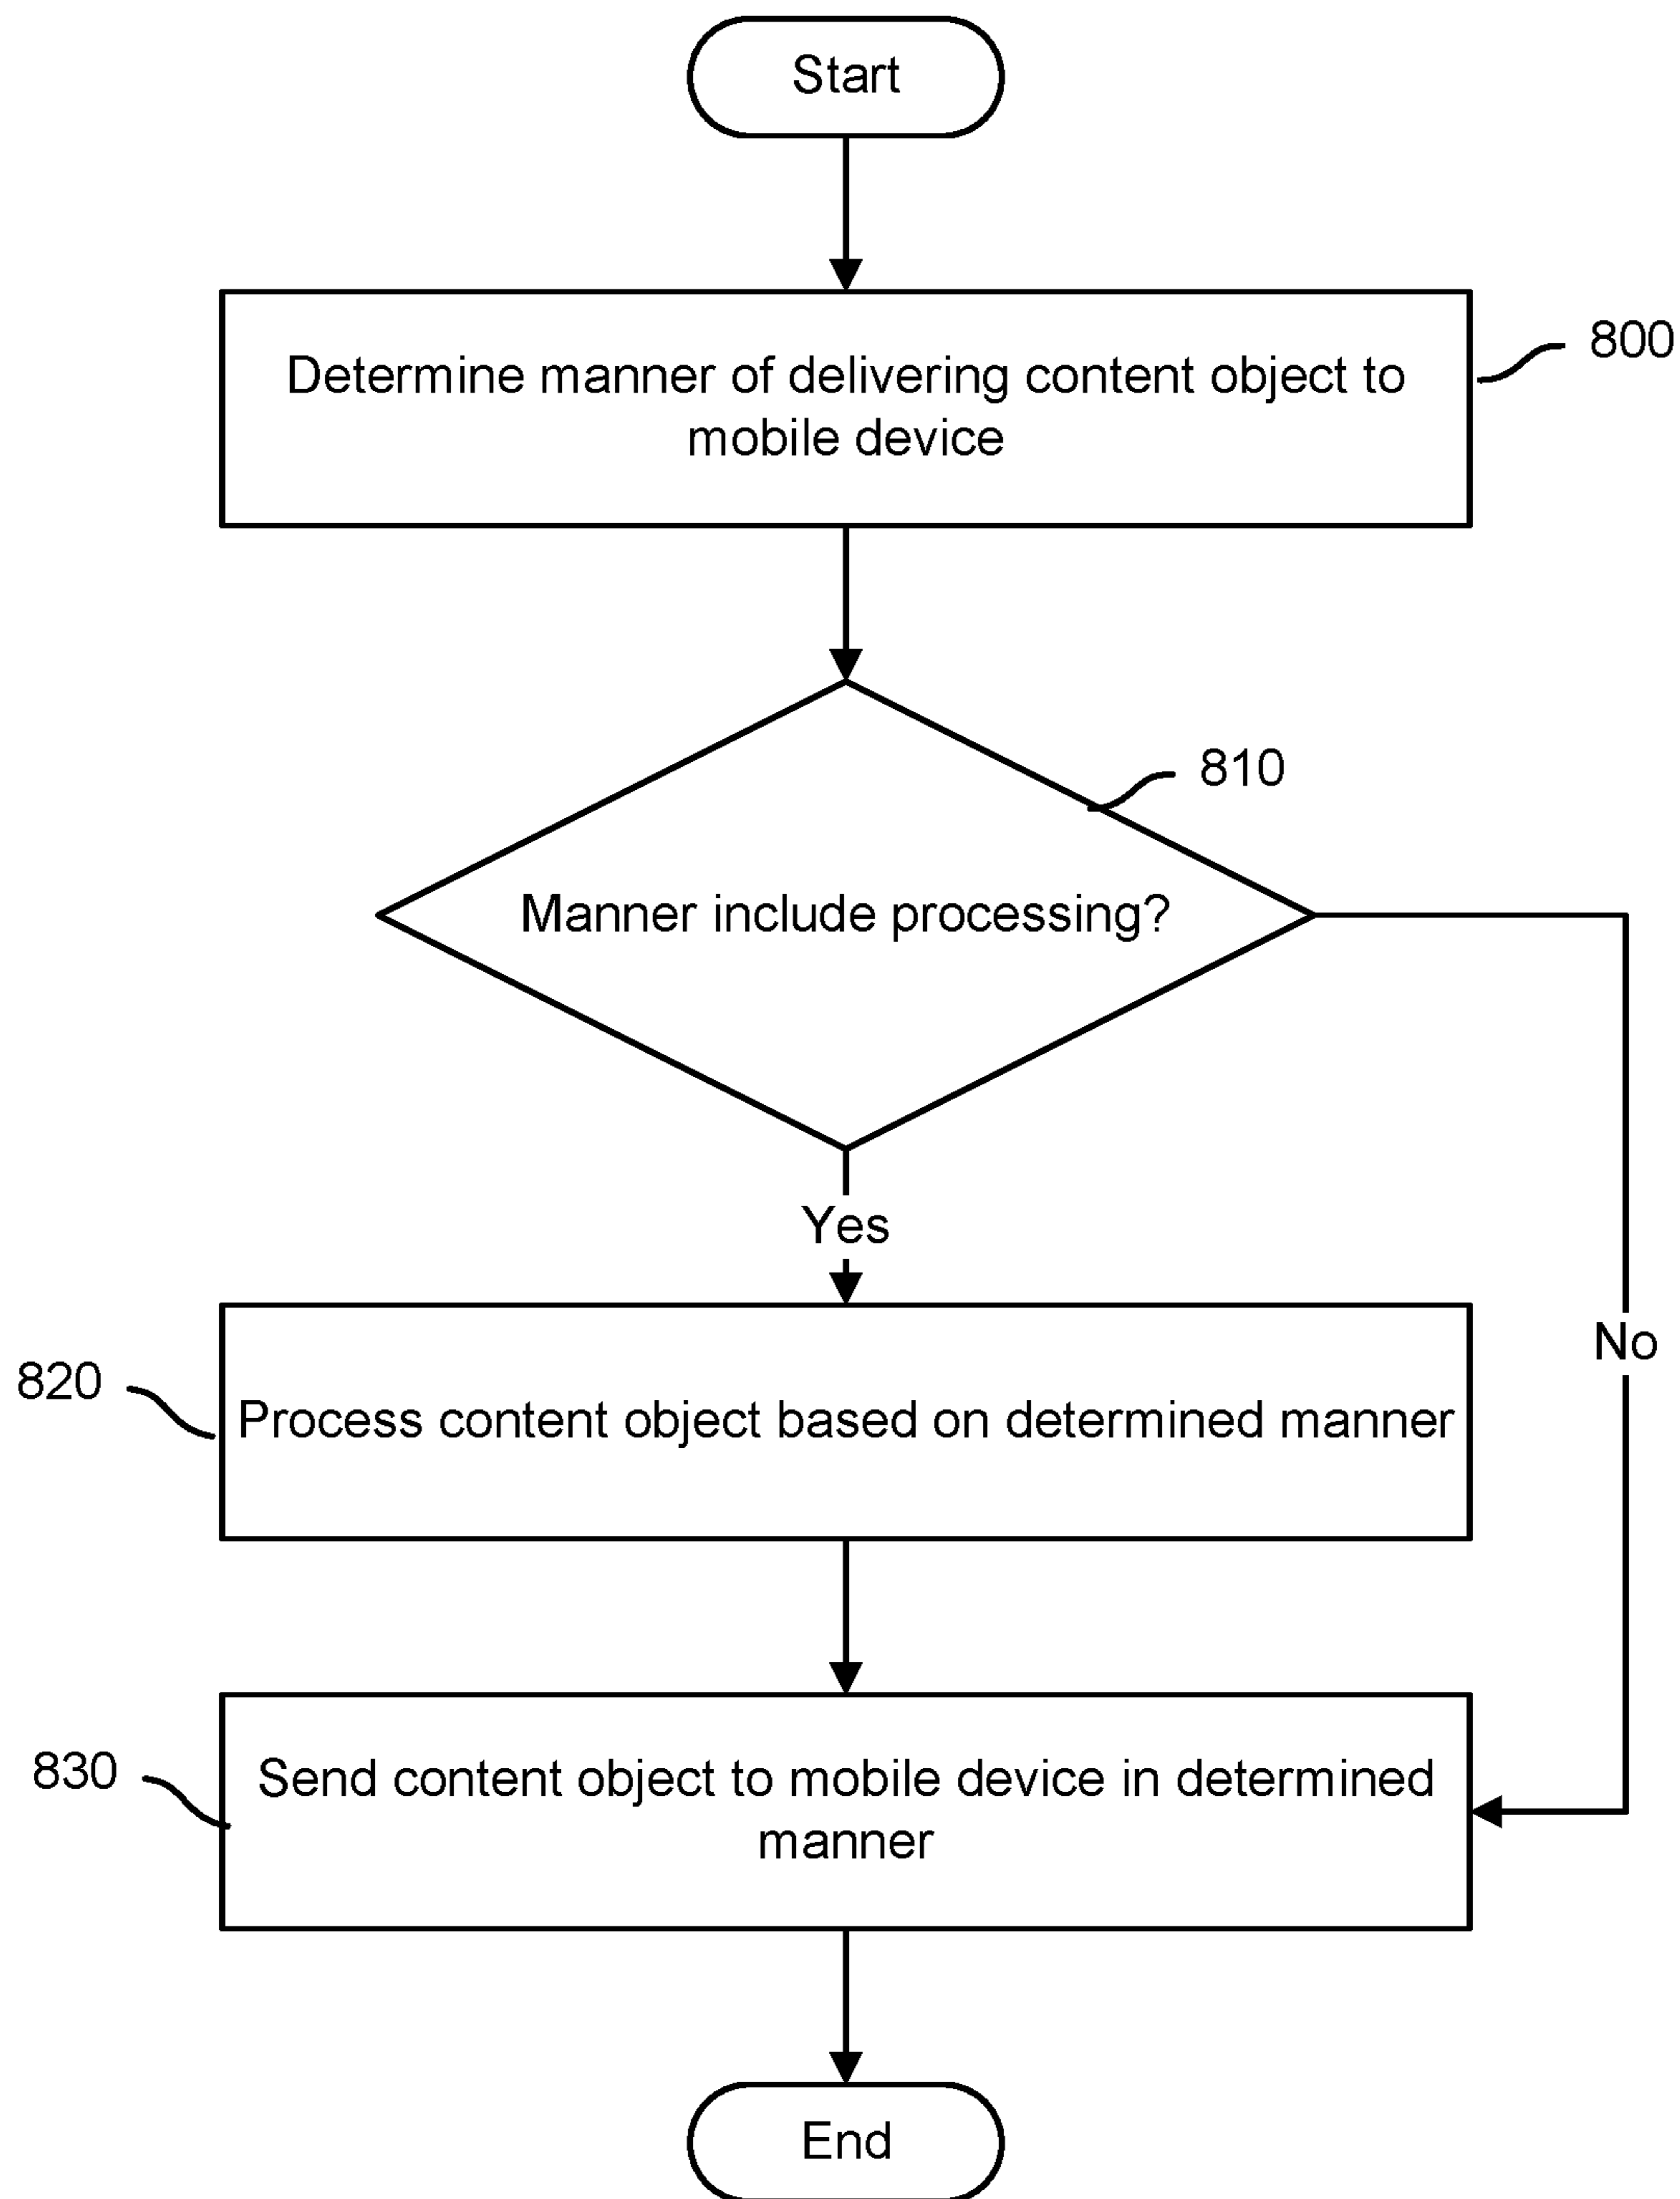 Start
Determine manner of delivering content object to
mobile device
800
810
Manner include processing?
Yes
No
820
Process content object based on determined manner
830
Send content object to mobile device in determined
manner
End